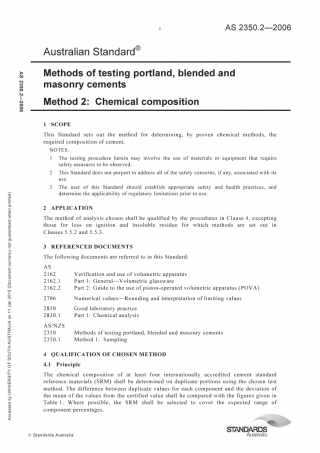 1
AS 2350.2—2006
Australian Standard®
Methods of testing portland, blended and
masonry cements
Method 2: Chemical composition
1 SCOPE
This Standard sets out the method for determining, by proven chemical methods, the
required composition of cement.
NOTES:
1 The testing procedure herein may involve the use of materials or equipment that require
safety measures to be observed.
2 This Standard does not purport to address all of the safety concerns, if any, associated with its
use.
3 The user of this Standard should establish appropriate safety and health practices, and
determine the applicability of regulatory limitations prior to use.
2 APPLICATION
The method of analysis chosen shall be qualified by the procedures in Clause 4, excepting
those for loss on ignition and insoluble residue for which methods are set out in
Clauses 5.5.2 and 5.5.3.
3 REFERENCED DOCUMENTS
The following documents are referred to in this Standard:
AS
2162 Verification and use of volumetric apparatus
2162.1 Part 1: General—Volumetric glassware
2162.2 Part 2: Guide to the use of piston-operated volumetric apparatus (POVA)
2706 Numerical values—Rounding and interpretation of limiting values
2830 Good laboratory practice
2830.1 Part 1: Chemical analysis
AS/NZS
2350 Methods of testing portland, blended and masonry cements
2350.1 Method 1: Sampling
4 QUALIFICATION OF CHOSEN METHOD
4.1 Principle
The chemical composition of at least four internationally accredited cement standard
reference materials (SRM) shall be determined on duplicate portions using the chosen test
method. The difference between duplicate values for each component and the deviation of
the mean of the values from the certified value shall be compared with the figures given in
Table 1. Where possible, the SRM shall be selected to cover the expected range of
component percentages.
AS 2350.2—2006
Accessed by UNIVERSITY OF SOUTH AUSTRALIA on 11 Jan 2015 (Document currency not guaranteed when printed)
© Standards Australia
STANDARDS
Australia